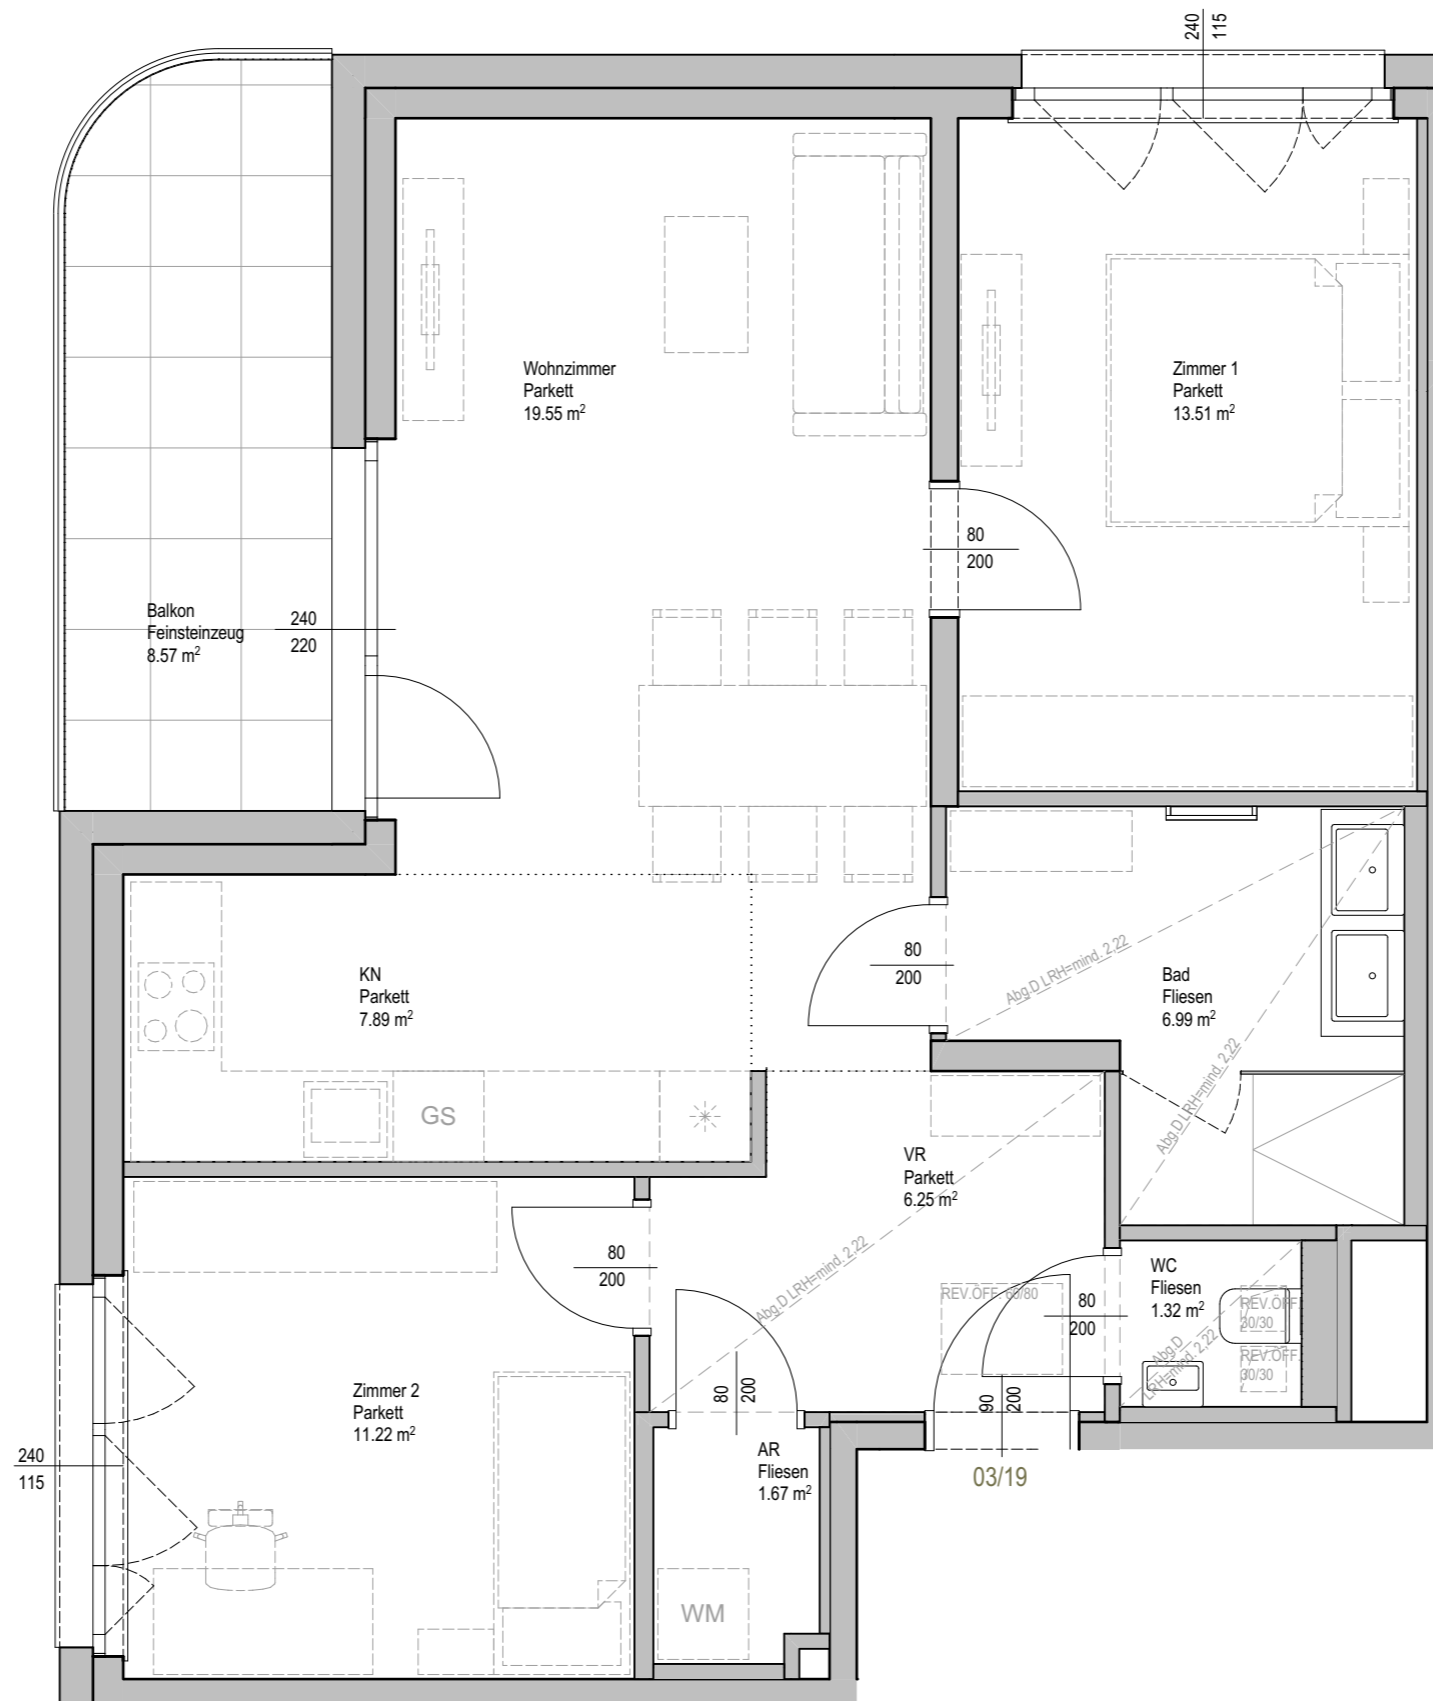 240
115
Wohnzimmer
Parkett
19.55 m²
Zimmer 1
Parkett
13.51 m²
80
200
Balkon
Feinsteinzeug
8.57 m²
240
220
80
200
Abg.D LRH=mind. 2,22
KN
Parkett
7.89 m²
Bad
Fliesen
6.99 m²
Abg.D LRH=mind. 2,22
GS
VR
Parkett
6.25 m²
80
200
Abg.D LRH=mind. 2,22
REV.ÖFF. 60/80
80
200
WC
Fliesen
1.32 m²
REV.ÖFF.
30/30
Abg.D
LRH=mind. 2,22
REV.ÖFF.
30/30
Zimmer 2
Parkett
11.22 m²
80
200
90
200
240
115
AR
Fliesen
1.67 m²
03/19
WM